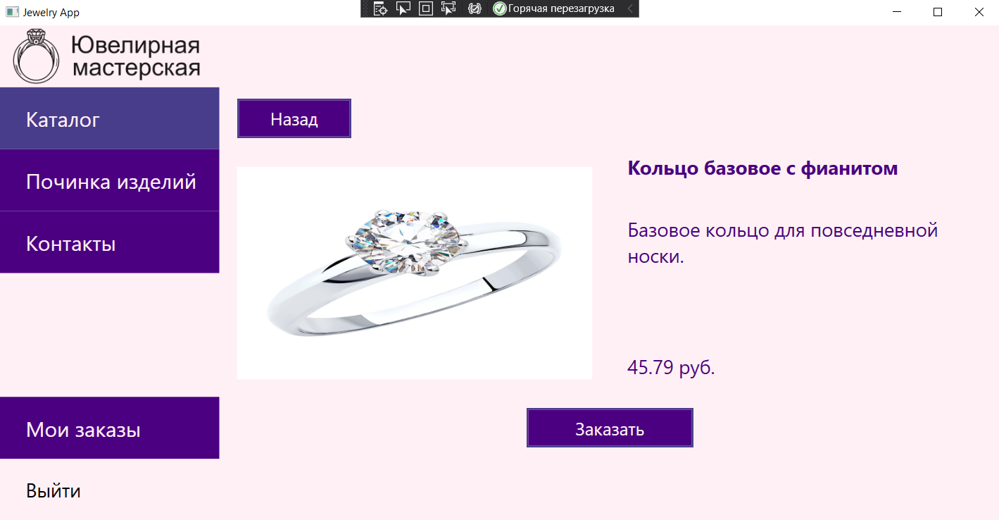 Jewelry App
Горячая перезагрузка
Ювелирная
мастерская
Каталог
Починка изделий
Контакты
Мои заказы
Выйти
Назад
Кольцо базовое с фианитом
Базовое кольцо для повседневной
носки.
45.79 руб.
Заказать